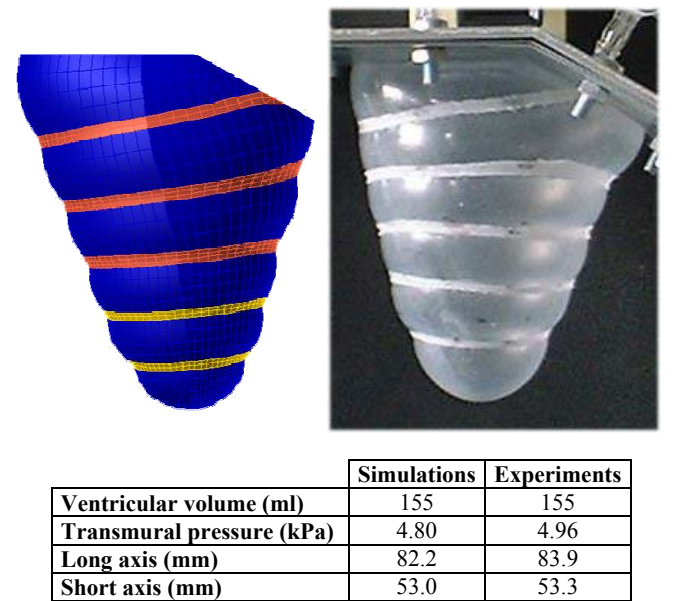 Simulations Experiments
Ventricular volume (ml) 155 155
Transmural pressure (kPa) 4.80 4.96
Long axis (mm) 82.2 83.9
Short axis (mm) 53.0 53.3